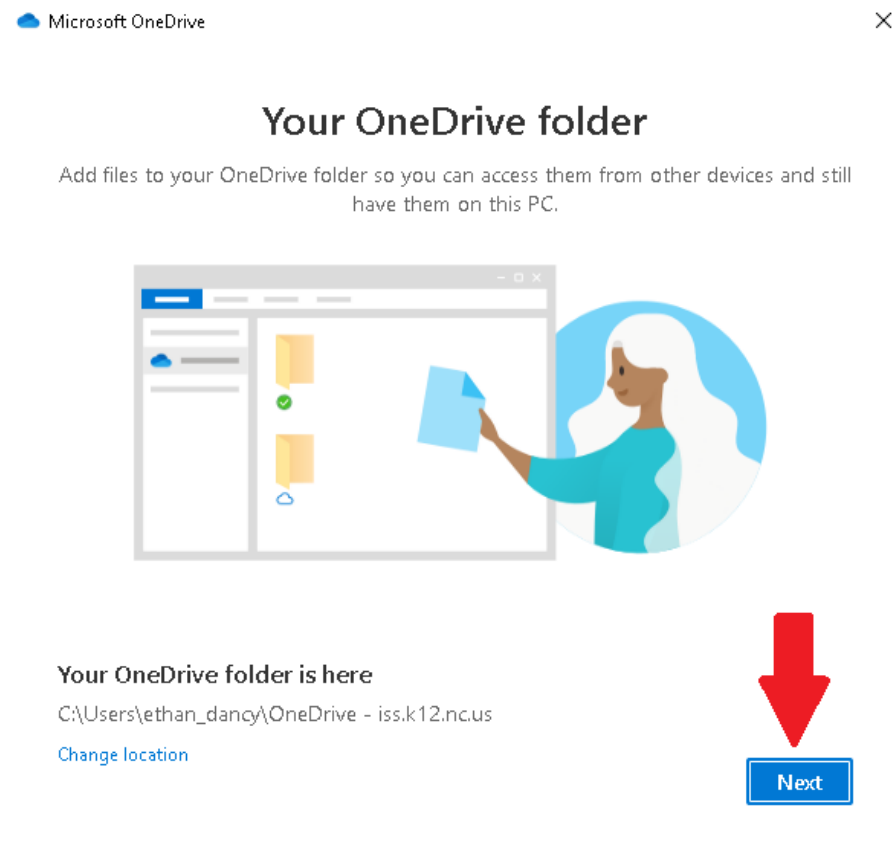 Microsoft OneDrive
Your OneDrive folder
Add files to your OneDrive folder so you can access them from other devices and still
have them on this PC.
Your OneDrive folder is here
C:\Users\ethan_dancy\OneDrive - iss.k12.nc.us
Change location
Next